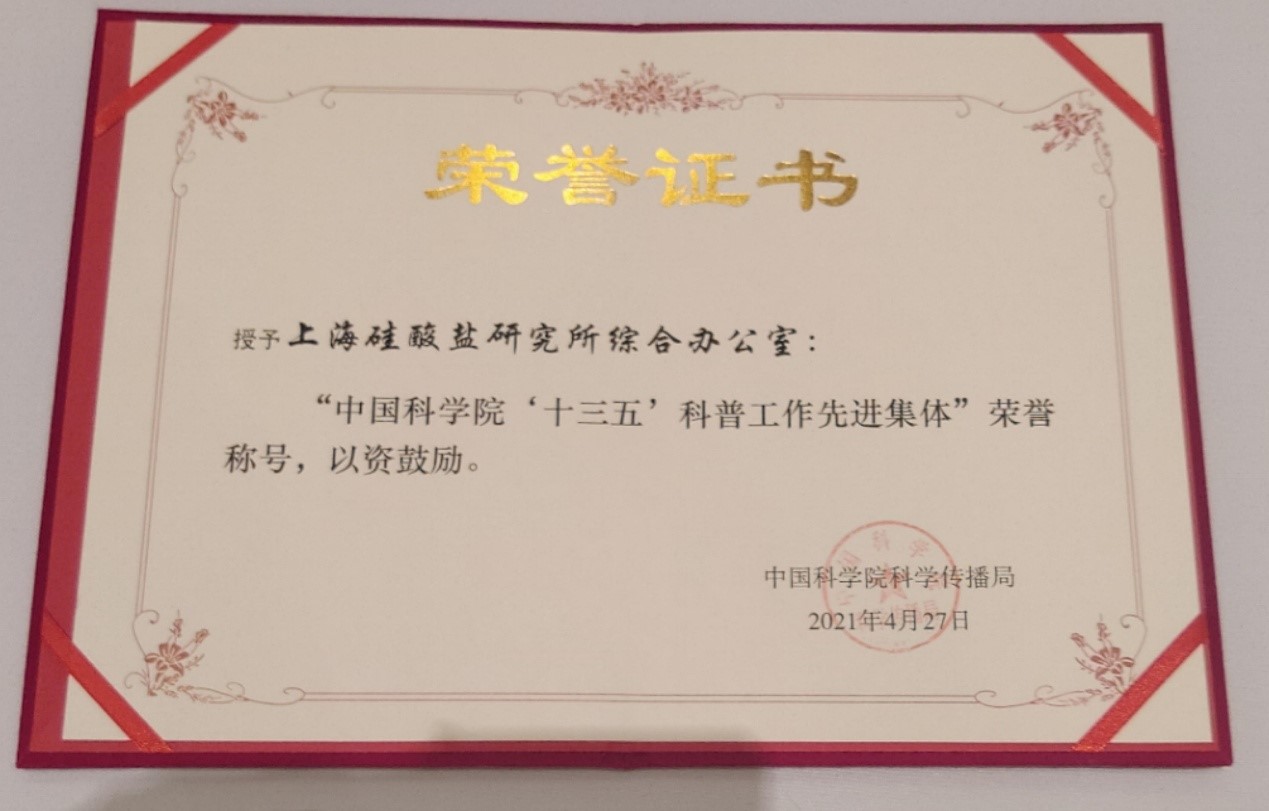 荣誉证书
授予上海硅酸盐研究所综合办公室：
“中国科学院‘十三五’科普工作先进集体”荣誉
称号，以资鼓励。
中国科学院科学传播局
2021年4月27日